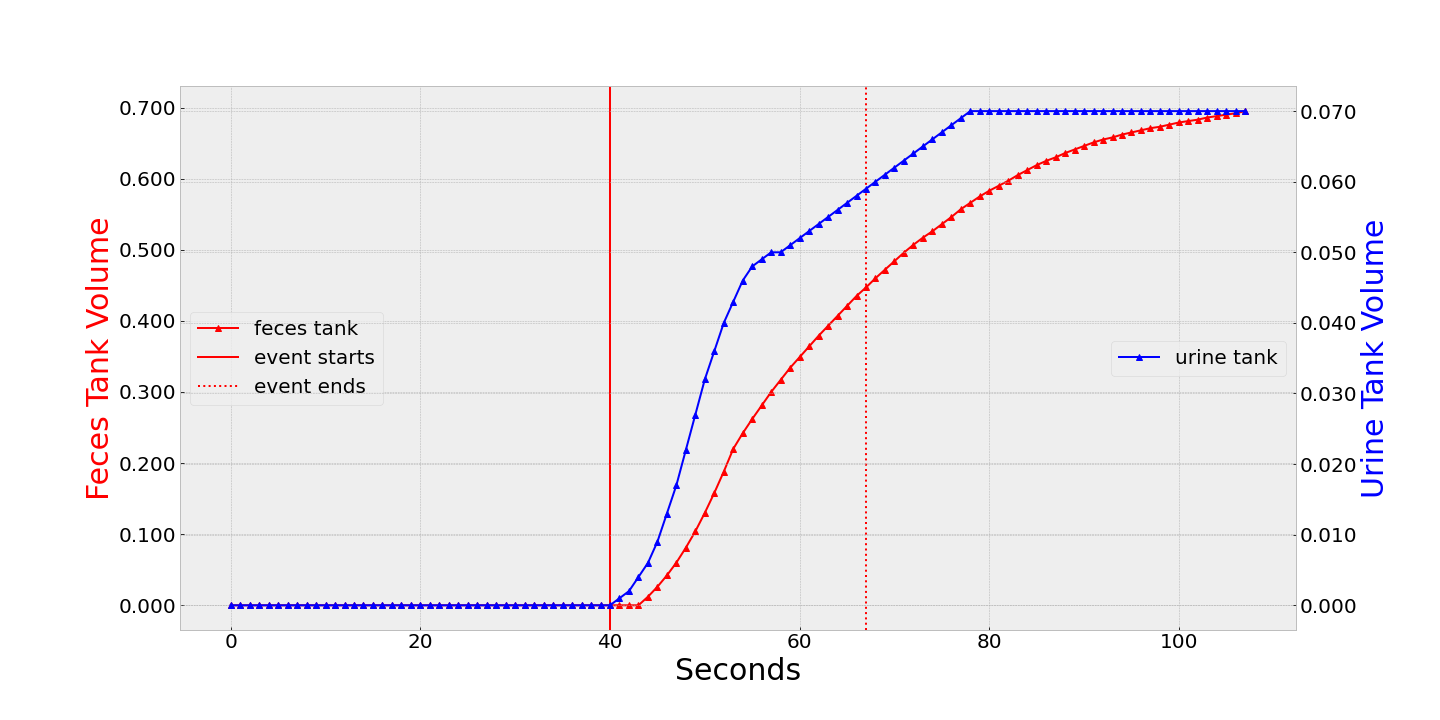 Feces Tank Volume
0.700
0.600
0.500
0.400
0.300
0.200
0.100
0.000
feces tank
event starts
event ends
urine tank
0.070
0.060
0.050
0.040
0.030
0.020
0.010
0.000
Urine Tank Volume
0 20 40 60 80 100
Seconds